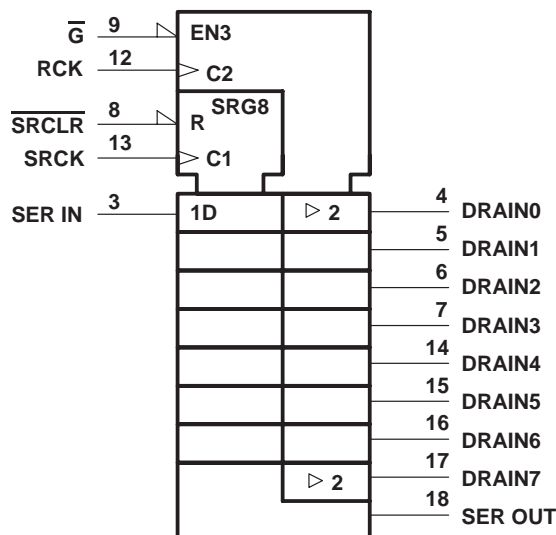 G 9 EN3
RCK 12 C2
SRG8
SRCLR 8 R
SRCK 13 C1
SER IN 3 1D 2 4 DRAIN0
5 DRAIN1
6 DRAIN2
7 DRAIN3
14 DRAIN4
15 DRAIN5
16 DRAIN6
2 17 DRAIN7
18 SER OUT